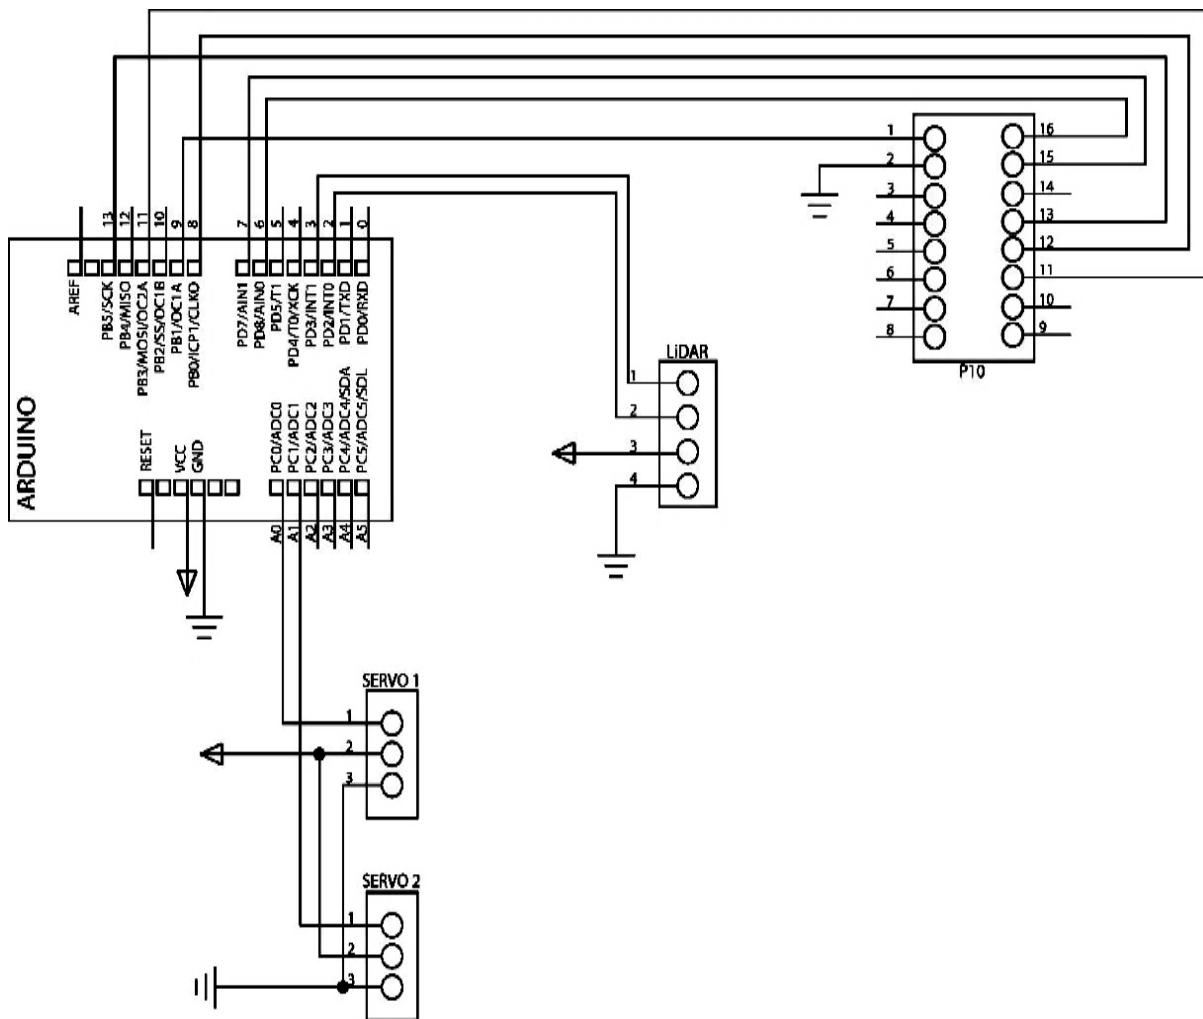 13
12
11
10
9
8
7
6
5
4
3
2
1
0
AREF
PB5/SCK
PB4/MISO
PB3/MOSI/OC2A
PB2/SS/OC1B
PB1/OC1A
PB0/ICP1/CLKO
PD7/AIN1
PD8/AIN0
PD5/T1
PD4/T0/XCK
PD3/INT1
PD2/INT0
PD1/TXD
PD0/RXD
ARDUINO
RESET
VCC
GND
PC0/ADC0
PC1/ADC1
PC2/ADC2
PC3/ADC3
PC4/ADC4/SDA
PC5/ADC5/SDL
A0
A1
A2
A3
A4
A5
1
2
3
4
5
6
7
8
16
15
14
13
12
11
10
9
P10
LiDAR
1
2
3
4
SERVO 1
1
2
3
SERVO 2
1
2
3